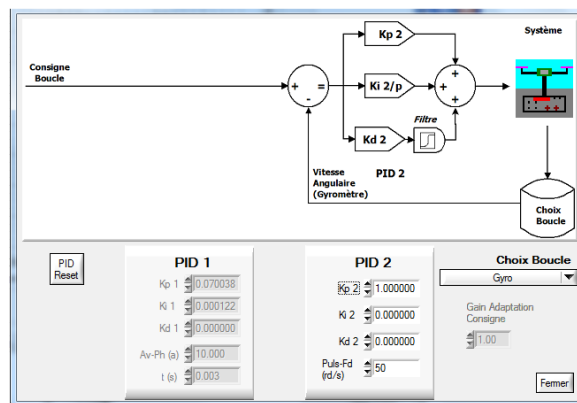 Kp 2
Système
Consigne
Boucle
+ = -
Ki 2/p
+ + +
Filtre
Kd 2
PID 2
Vitesse
Angulaire
(Gyromètre)
Choix
Boucle
PID
Reset
PID 1
Kp 1 0.070038
Ki 1 0.000122
Kd 1 0.000000
Av-Ph (a) 10.000
t (s) 0.003
PID 2
Kp 2 1.000000
Ki 2 0.000000
Kd 2 0.000000
Puls-Fd
(rd/s) 50
Choix Boucle
Gyro
Gain Adaptation
Consigne
1.00
Fermer